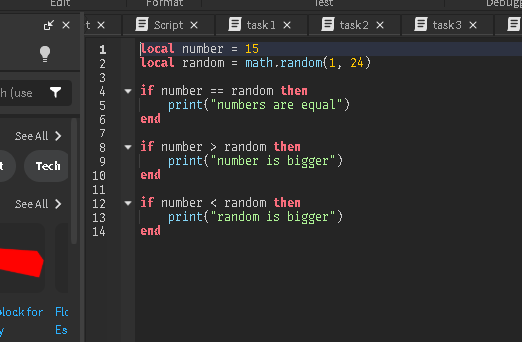 Edit Format Test Debugg
t Script task1 task2 task3
h (use
See All
t Tech
See All
lock for Flo
y Es
1 local number = 15
2 local random = math.random(1, 24)
3
4 if number == random then
5 print("numbers are equal")
6 end
7
8 if number > random then
9 print("number is bigger")
10 end
11
12 if number < random then
13 print("random is bigger")
14 end